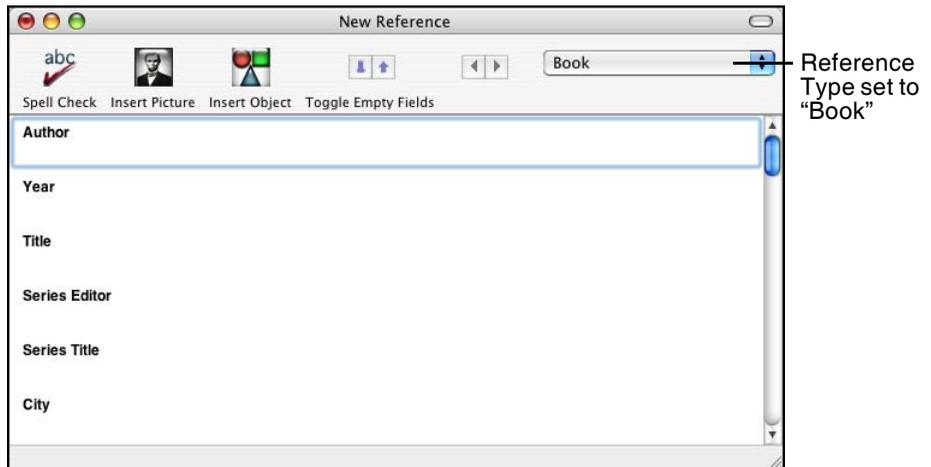 New Reference
abc
Book
Spell Check Insert Picture Insert Object Toggle Empty Fields
Reference
Type set to
“Book”
Author
Year
Title
Series Editor
Series Title
City